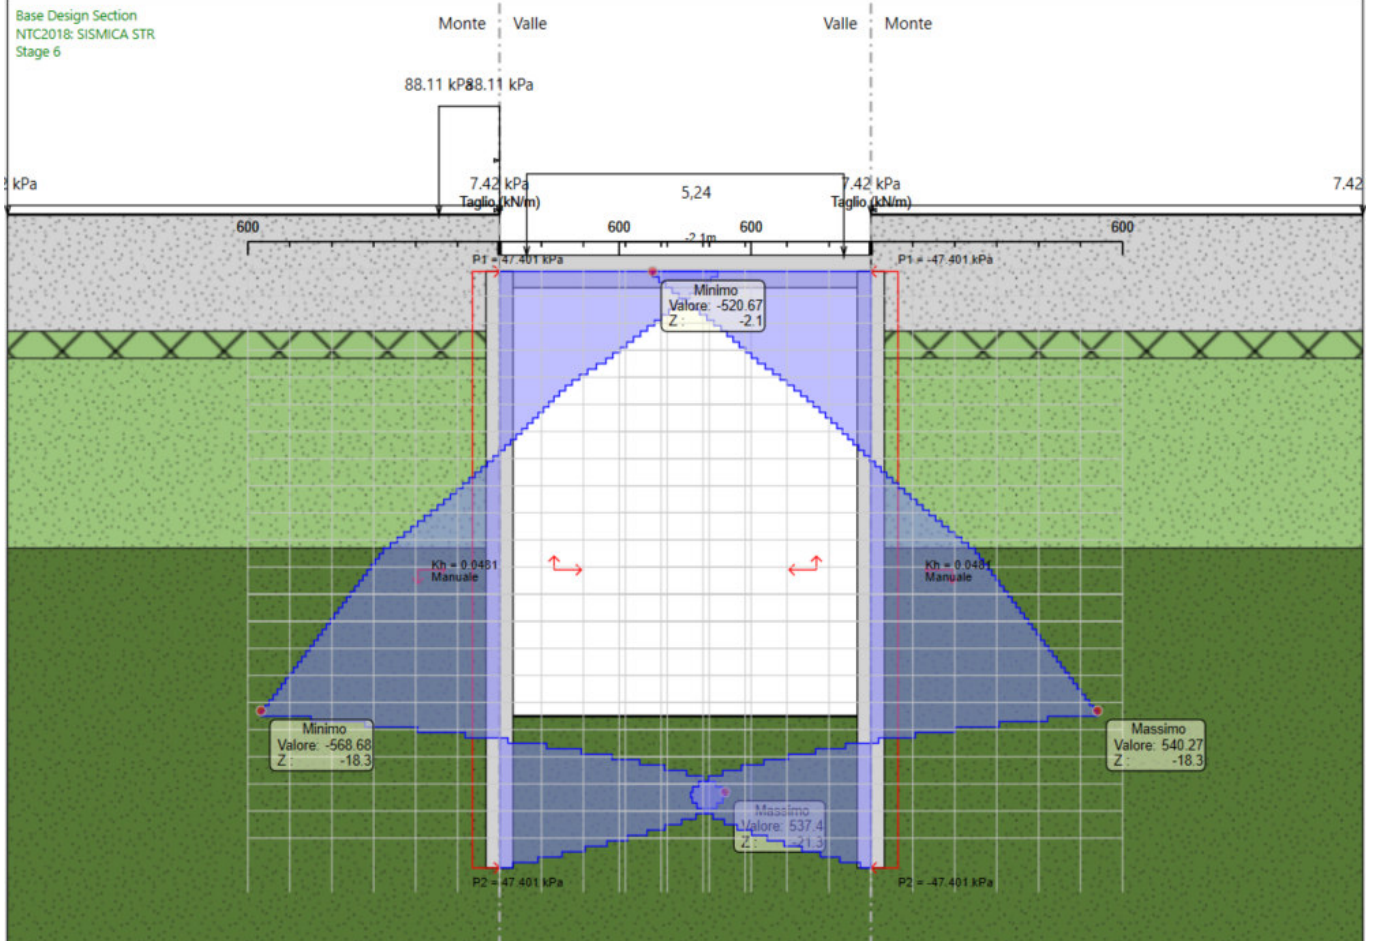 Base Design Section
NTC2018: SISMICA STR
Stage 6
Monte
Valle
Valle
Monte
88.11 kPa
88.11 kPa
kPa
7.42 kPa
5,24
7.42 kPa
7.42
Taglio (kN/m)
Taglio (kN/m)
600
600
600
600
-2.1m
P1 = 47.401 kPa
P1 = -47.401 kPa
Minimo
Valore: -520.67
Z : -2.1
Kh = 0.0481
Manuale
Kh = 0.0481
Manuale
Minimo
Valore: -568.68
Z : -18.3
Massimo
Valore: 540.27
Z : -18.3
Massimo
Valore: 537.4
Z : -21.3
P2 = 47.401 kPa
P2 = -47.401 kPa